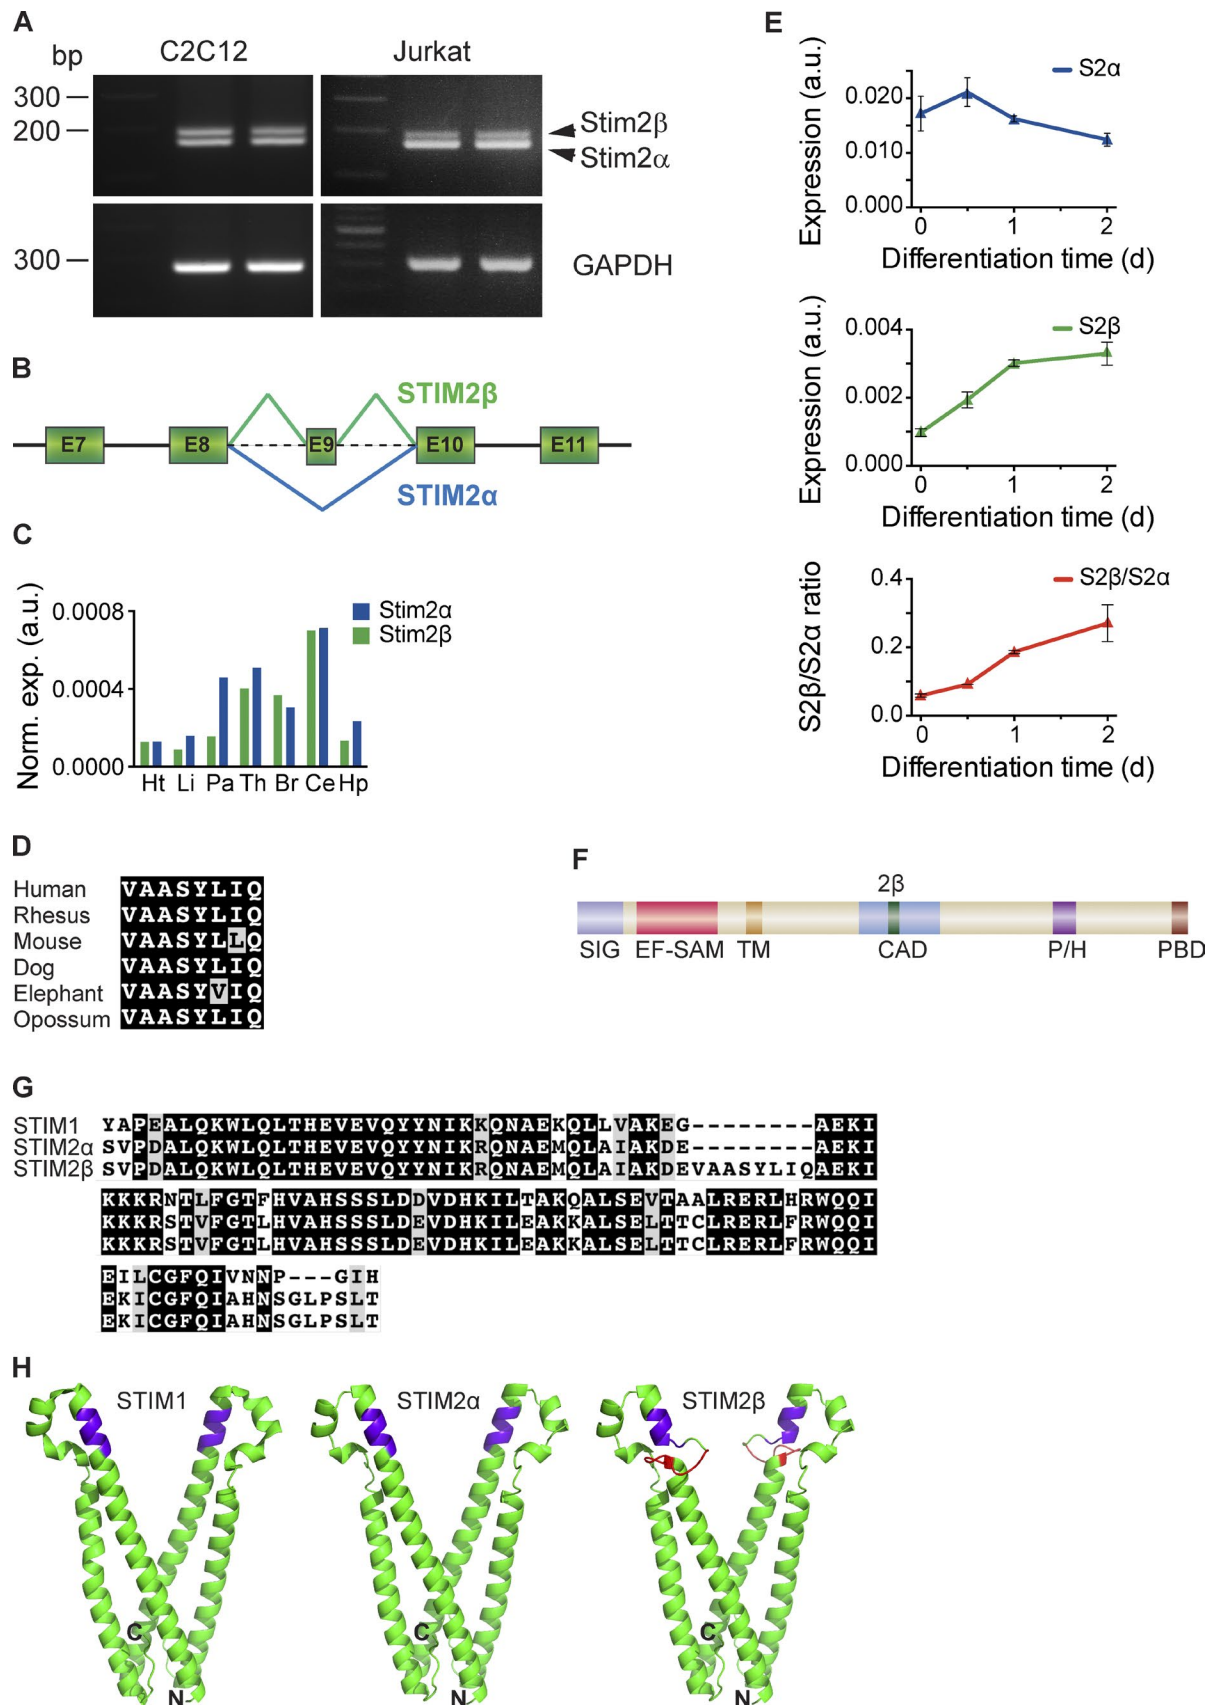 A
bp
C2C12
Jurkat
300
200
Stim2β
Stim2α
300
GAPDH
B
STIM2β
E7
E8
E9
E10
E11
STIM2α
C
Norm. exp. (a.u.)
0.0008
0.0004
0.0000
Stim2α
Stim2β
Ht Li Pa Th Br Ce Hp
D
Human VAASYLIQ
Rhesus VAASYLIQ
Mouse VAASYLLQ
Dog VAASYLIQ
Elephant VAASYVIQ
Opossum VAASYLIQ
E
S2α
Expression (a.u.)
0.020
0.010
0.000
0 1 2
Differentiation time (d)
S2β
Expression (a.u.)
0.004
0.002
0.000
0 1 2
Differentiation time (d)
S2β/S2α
S2β/S2α ratio
0.4
0.2
0.0
0 1 2
Differentiation time (d)
F
2β
SIG EF-SAM TM CAD P/H PBD
G
STIM1 YAPEALQKWLQLTHEVEVQYYNIKKQNAEKQLLVAKEG--------AEKI
STIM2α SVPDALQKWLQLTHEVEVQYYNIKRQNAEMQLAIAKDE--------AEKI
STIM2β SVPDALQKWLQLTHEVEVQYYNIKRQNAEMQLAIAKDEVAASYLIQAEKI
KKKRNTLFGTFHVAHSSSLDDVDHKILTAKQALSEVTAALRERLHRWQQI
KKKRSTVFGTLHVAHSSSLDEVDHKILEAKKALSELTTCLRERLFRWQQI
KKKRSTVFGTLHVAHSSSLDEVDHKILEAKKALSELTTCLRERLFRWQQI
EILCGFQIVNNP---GIH
EKICGFQIAHNSGLPSLT
EKICGFQIAHNSGLPSLT
H
STIM1
STIM2α
STIM2β
C
N
C
N
C
N